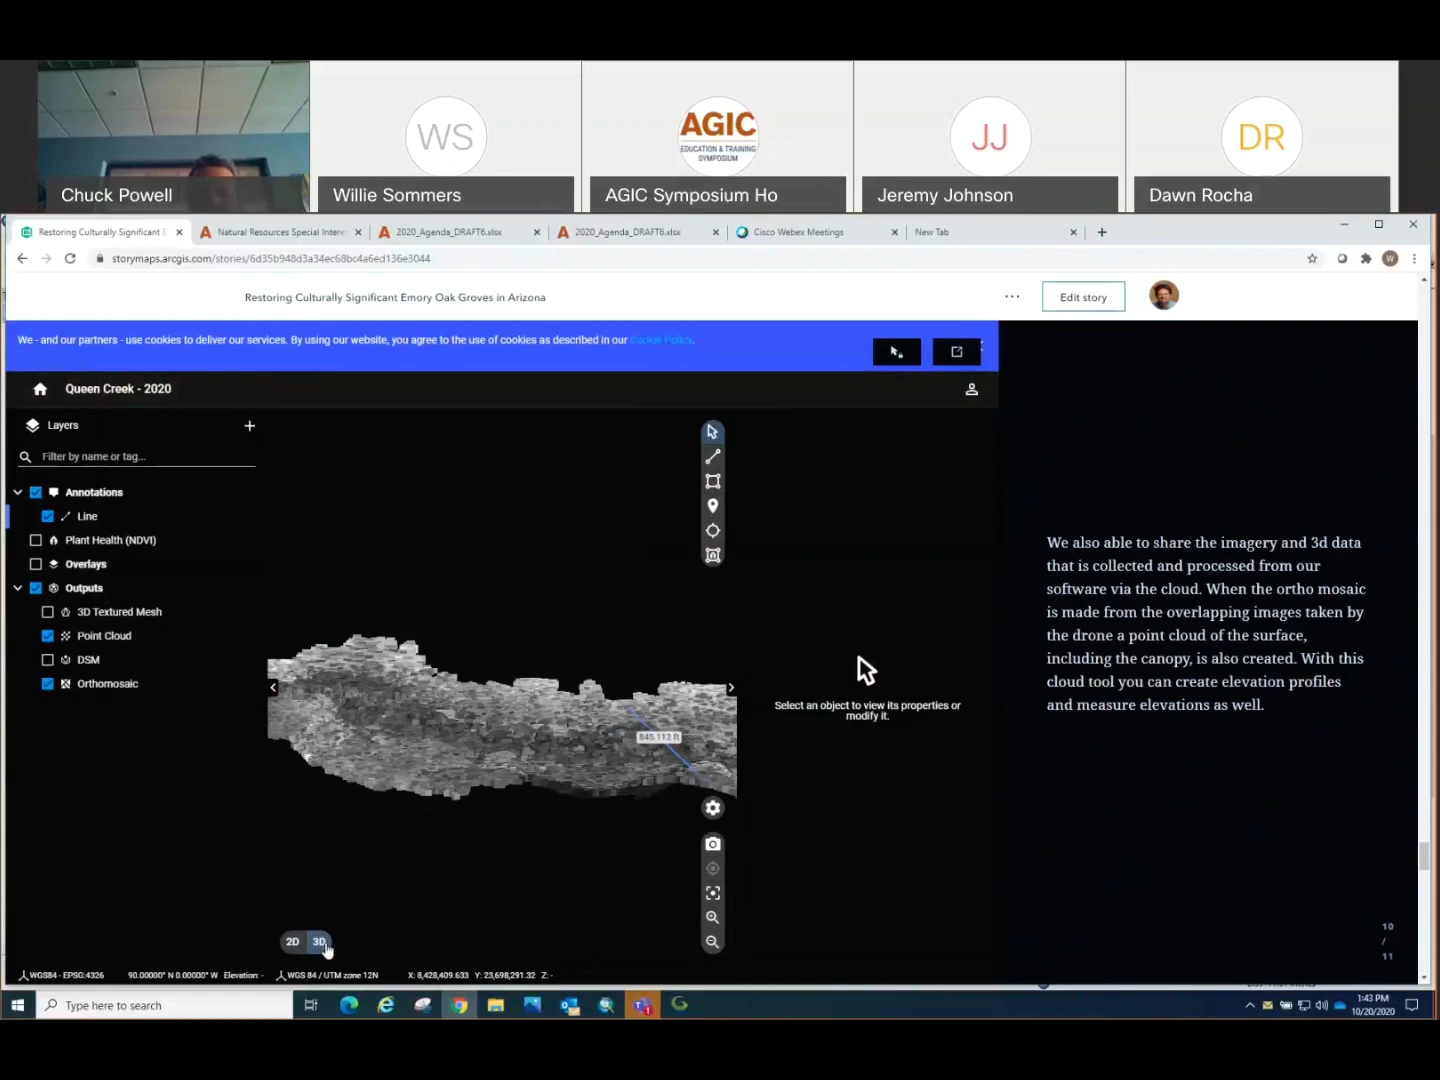 WS
AGIC
EDUCATION & TRAINING
SYMPOSIUM
JJ
DR
Chuck Powell
Willie Sommers
AGIC Symposium Ho
Jeremy Johnson
Dawn Rocha
Restoring Culturally Significant E
Natural Resources Special Intere
2020_Agenda_DRAFT6.xlsx
2020_Agenda_DRAFT6.xlsx
Cisco Webex Meetings
New Tab
storymaps.arcgis.com/stories/6d35b948d3a34ec68bc4a6ed136e3044
W
Restoring Culturally Significant Emory Oak Groves in Arizona
Edit story
We - and our partners - use cookies to deliver our services. By using our website, you agree to the use of cookies as described in our Cookie Policy.
Queen Creek - 2020
Layers
Filter by name or tag...
Annotations
Line
Plant Health (NDVI)
Overlays
Outputs
3D Textured Mesh
Point Cloud
DSM
Orthomosaic
845.112 ft
Select an object to view its properties or
modify it.
We also able to share the imagery and 3d data
that is collected and processed from our
software via the cloud. When the ortho mosaic
is made from the overlapping images taken by
the drone a point cloud of the surface,
including the canopy, is also created. With this
cloud tool you can create elevation profiles
and measure elevations as well.
10
/
11
2D 3D
WGS84 - EPSG:4326 90.00000° N 0.00000° W Elevation: - WGS 84 / UTM zone 12N X: 8,428,409.633 Y: 23,698,291.32 Z: -
Type here to search
1:43 PM
10/20/2020